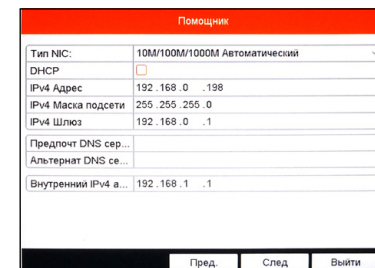 Помощник
Тип NIC: 10M/100M/1000M Автоматический
DHCP
IPv4 Адрес 192.168.0 .198
IPv4 Маска подсети 255.255.255.0
IPv4 Шлюз 192.168.0 .1
Предпочт DNS сер...
Альтернат DNS се...
Внутренний IPv4 а... 192.168.1 .1
Пред. След Выйти